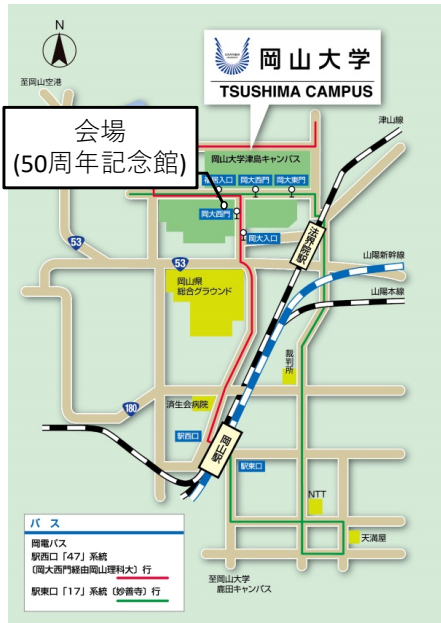 N
岡山大学
TSUSHIMA CAMPUS
至岡山空港
津山線
会場
(50周年記念館)
岡山大学津島キャンパス
岡大西門
岡大東門
岡大西門
岡大入口
法界院駅
53
53
山陽新幹線
山陽本線
岡山県
総合グラウンド
裁判所
180
済生会病院
駅西口
岡山駅
駅東口
NTT
天満屋
バス
岡電バス
駅西口「47」系統
〔岡大西門経由岡山理科大〕行
駅東口「17」系統〔妙善寺〕行
至岡山大学
鹿田キャンパス